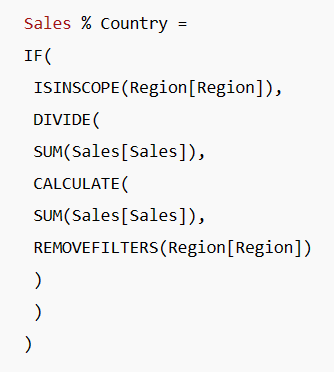 Sales % Country =
IF(
ISINSCOPE(Region[Region]),
DIVIDE(
SUM(Sales[Sales]),
CALCULATE(
SUM(Sales[Sales]),
REMOVEFILTERS(Region[Region])
)
)
)